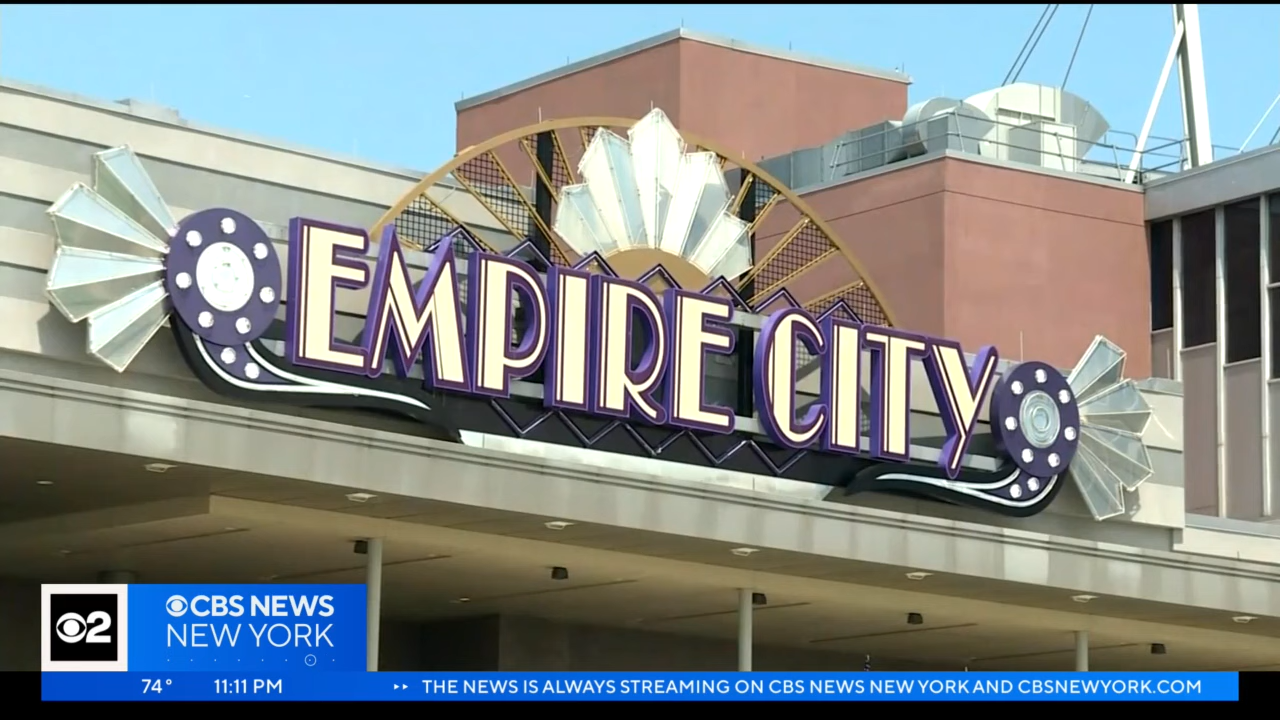 EMPIRE CITY
2
CBS NEWS
NEW YORK
74° 11:11 PM THE NEWS IS ALWAYS STREAMING ON CBS NEWS NEW YORK AND CBSNEWYORK.COM